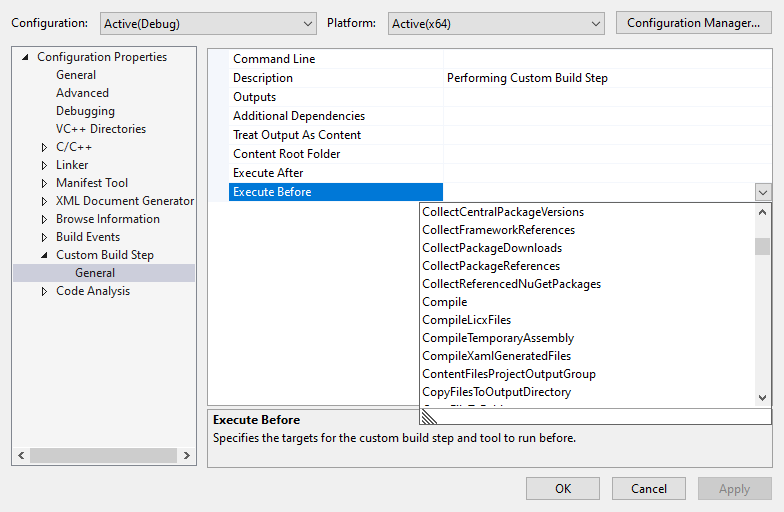 Configuration: Active(Debug) Platform: Active(x64) Configuration Manager...
Configuration Properties
General
Advanced
Debugging
VC++ Directories
C/C++
Linker
Manifest Tool
XML Document Generator
Browse Information
Build Events
Custom Build Step
General
Code Analysis
Command Line
Description Performing Custom Build Step
Outputs
Additional Dependencies
Treat Output As Content
Content Root Folder
Execute After
Execute Before
CollectCentralPackageVersions
CollectFrameworkReferences
CollectPackageDownloads
CollectPackageReferences
CollectReferencedNuGetPackages
Compile
CompileLicxFiles
CompileTemporaryAssembly
CompileXamlGeneratedFiles
ContentFilesProjectOutputGroup
CopyFilesToOutputDirectory
Execute Before
Specifies the targets for the custom build step and tool to run before.
OK Cancel Apply